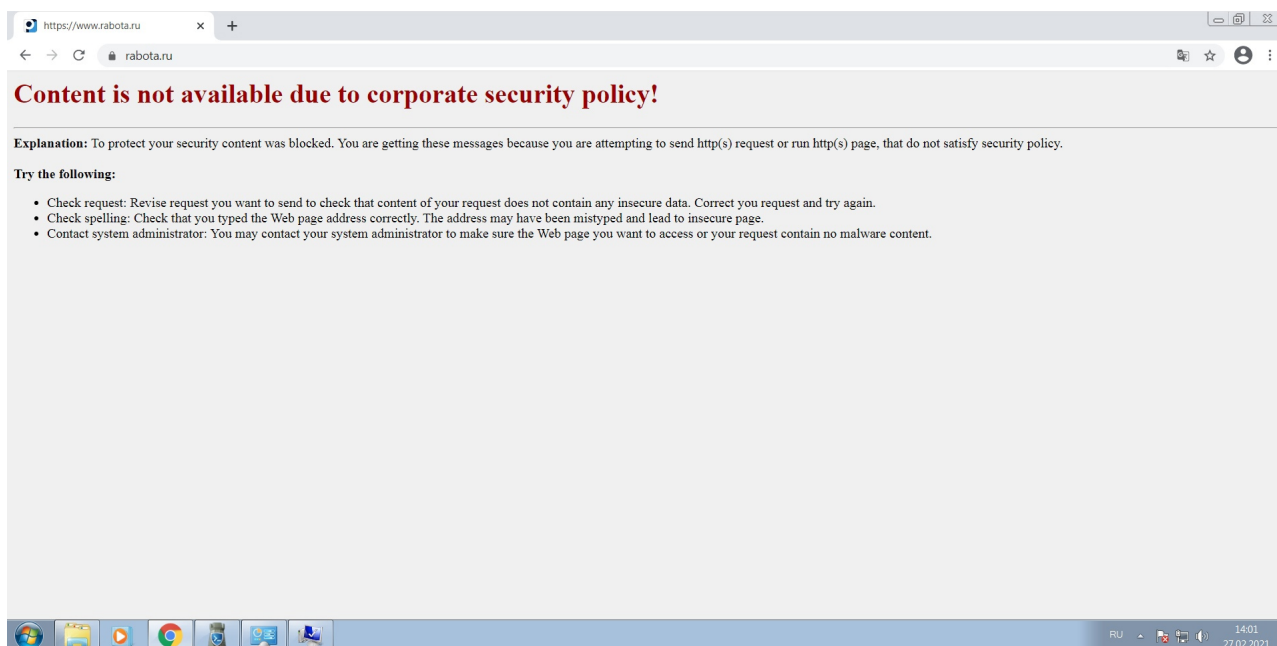 https://www.rabota.ru
rabota.ru
Content is not available due to corporate security policy!
Explanation: To protect your security content was blocked. You are getting these messages because you are attempting to send http(s) request or run http(s) page, that do not satisfy security policy.
Try the following:
• Check request: Revise request you want to send to check that content of your request does not contain any insecure data. Correct you request and try again.
• Check spelling: Check that you typed the Web page address correctly. The address may have been mistyped and lead to insecure page.
• Contact system administrator: You may contact your system administrator to make sure the Web page you want to access or your request contain no malware content.
RU
14:01
27.02.2021